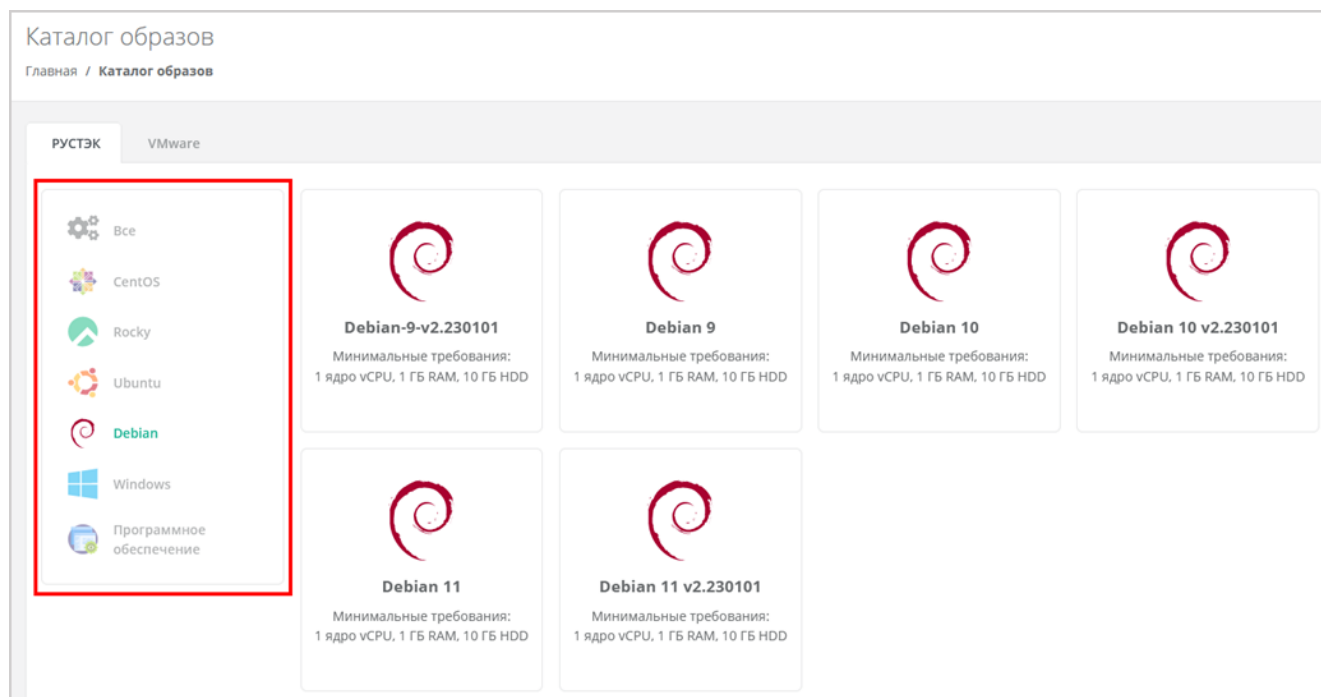 Каталог образов
Главная / Каталог образов
РУСТЭК
VMware
Все
CentOS
Rocky
Ubuntu
Debian
Windows
Программное
обеспечение
Debian-9-v2.230101
Минимальные требования:
1 ядро vCPU, 1 ГБ RAM, 10 ГБ HDD
Debian 9
Минимальные требования:
1 ядро vCPU, 1 ГБ RAM, 10 ГБ HDD
Debian 10
Минимальные требования:
1 ядро vCPU, 1 ГБ RAM, 10 ГБ HDD
Debian 10 v2.230101
Минимальные требования:
1 ядро vCPU, 1 ГБ RAM, 10 ГБ HDD
Debian 11
Минимальные требования:
1 ядро vCPU, 1 ГБ RAM, 10 ГБ HDD
Debian 11 v2.230101
Минимальные требования:
1 ядро vCPU, 1 ГБ RAM, 10 ГБ HDD